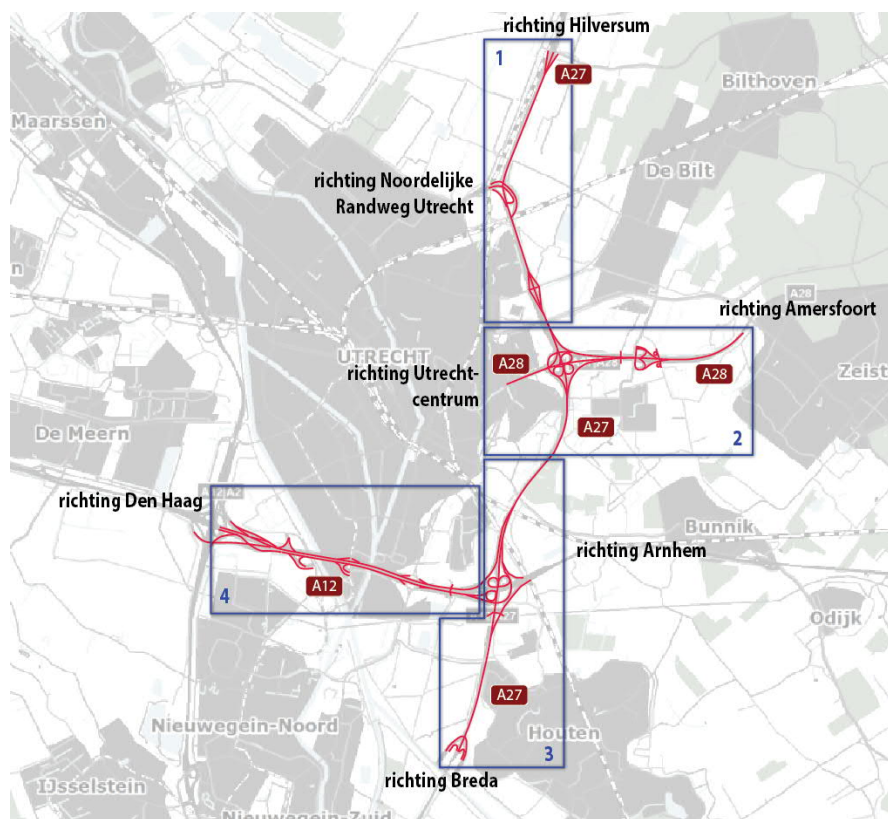 richting Hilversum
1
A27
Bilthoven
Maarssen
De Bilt
richting Noordelijke
Randweg Utrecht
A28
richting Amersfoort
UTRECHT
richting Utrecht-
centrum
A28
A28
Zeist
A27
De Meern
2
richting Den Haag
A2
Bunnik
richting Arnhem
4
A12
Odijk
A27
Nieuwegein-Noord
Houten
3
richting Breda
IJsselstein
Nieuwegein-Zuid